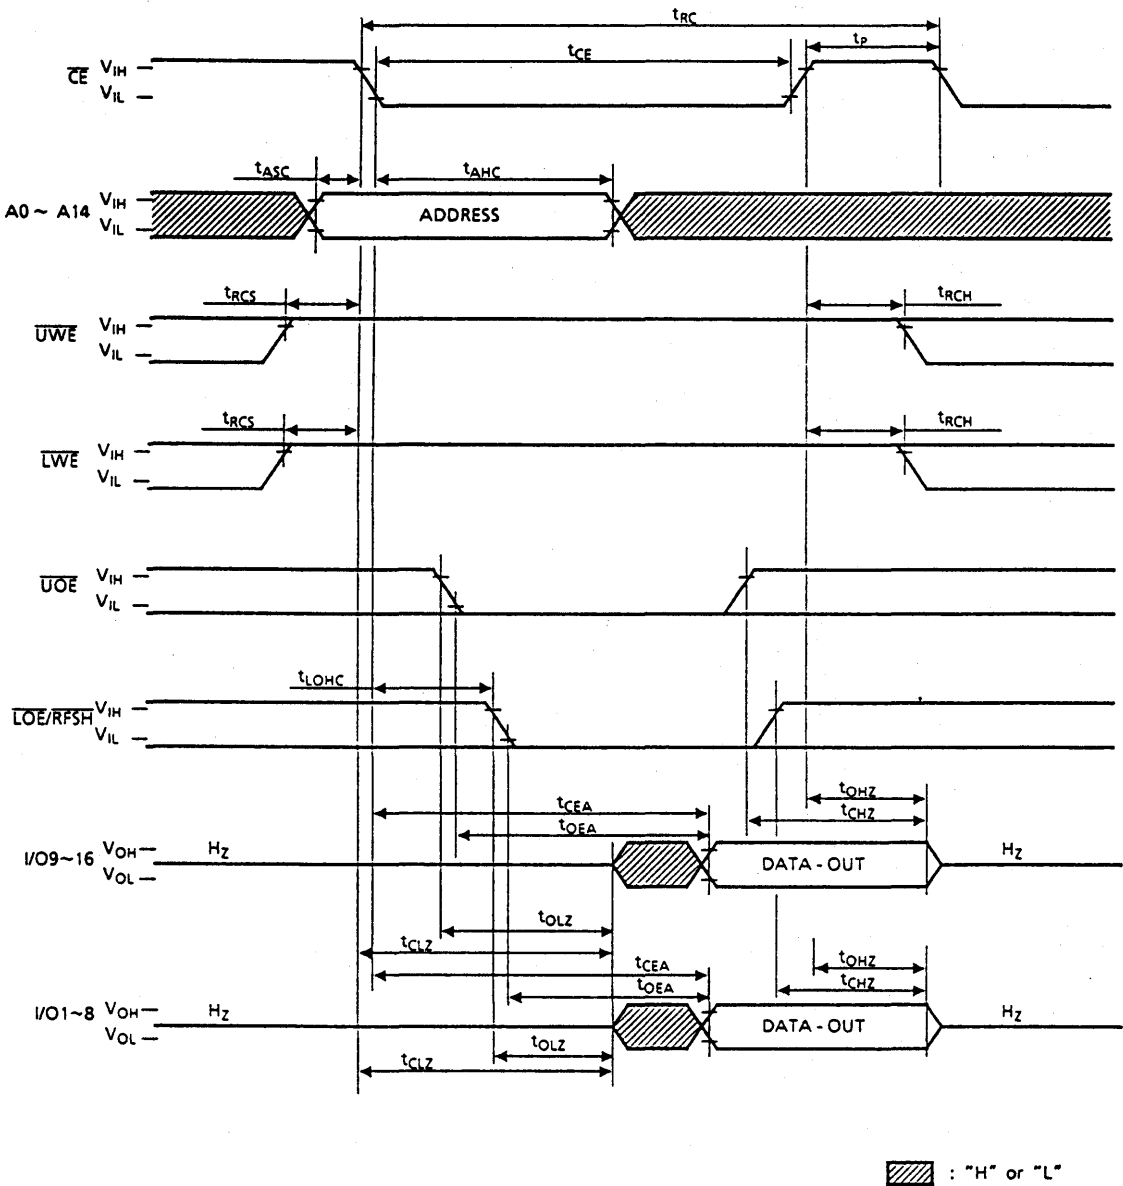 tRC
tCE
tP
CE VIH
VIL
tASC
tAHC
A0 ~ A14 VIH
VIL
ADDRESS
tRCS
tRCH
UWE VIH
VIL
tRCS
tRCH
LWE VIH
VIL
UOE VIH
VIL
tLOHC
LOE/RFSH VIH
VIL
tOHZ
tCEA
tCHZ
tOEA
I/O9~16 VOH
VOL
HZ
DATA - OUT
HZ
tOLZ
tCLZ
tCEA
tOHZ
tOEA
tCHZ
I/O1~8 VOH
VOL
HZ
DATA - OUT
HZ
tOLZ
tCLZ
: "H" or "L"